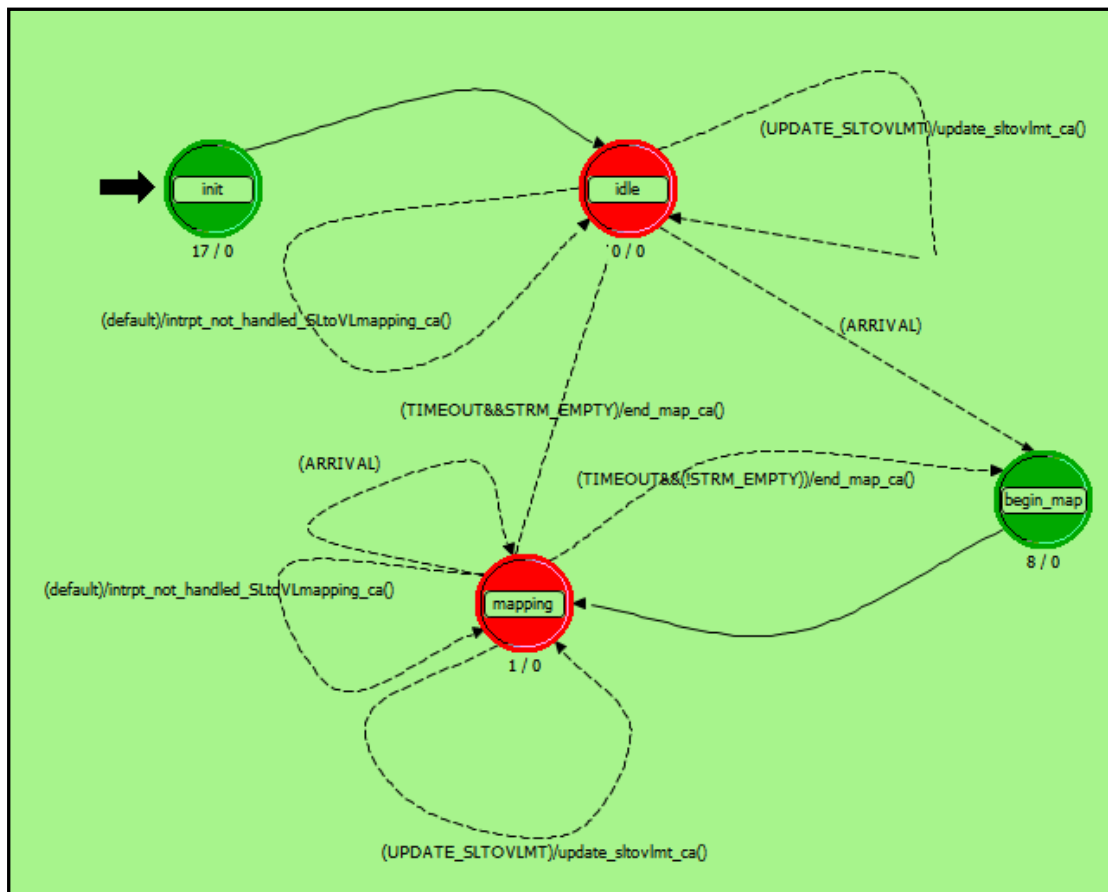 (UPDATE_SLTOVLMT)/update_sltovlmt_ca()
init
idle
17 / 0
0 / 0
(default)/intrpt_not_handled_SLtoVLmapping_ca()
(ARRIVAL)
(TIMEOUT&&STRM_EMPTY)/end_map_ca()
(ARRIVAL)
(TIMEOUT&&(!STRM_EMPTY))/end_map_ca()
begin_map
8 / 0
(default)/intrpt_not_handled_SLtoVLmapping_ca()
mapping
1 / 0
(UPDATE_SLTOVLMT)/update_sltovlmt_ca()